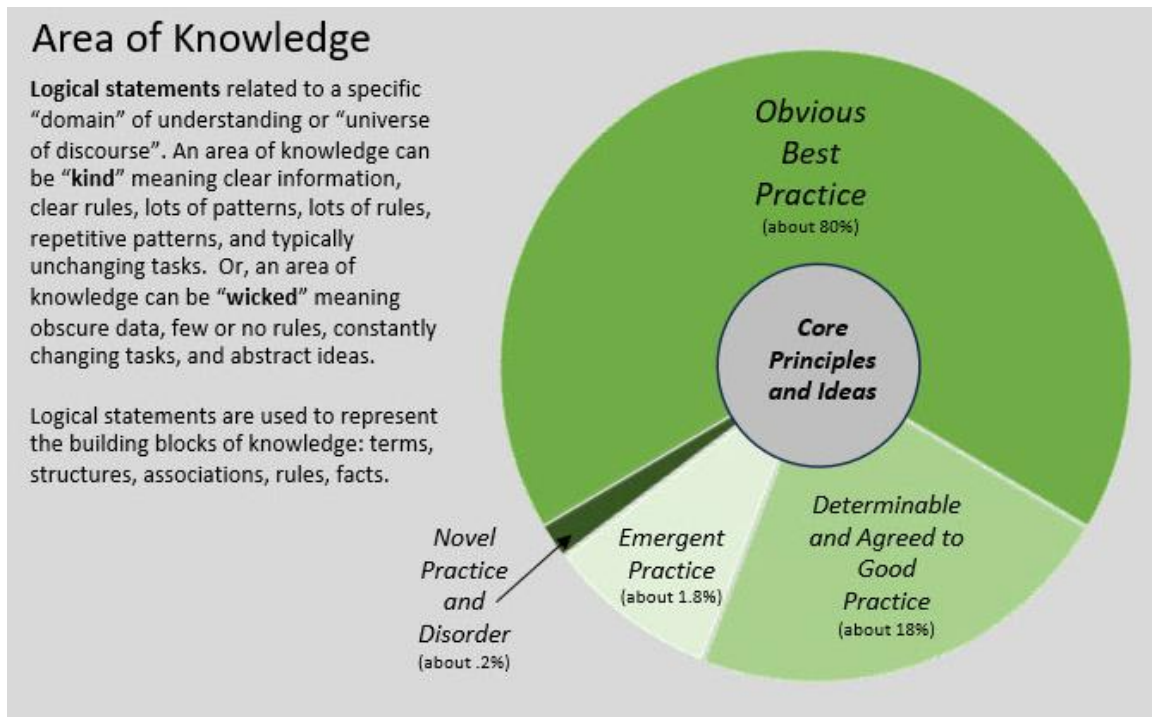 Area of Knowledge
Logical statements related to a specific
“domain” of understanding or “universe
of discourse”. An area of knowledge can
be “kind” meaning clear information,
clear rules, lots of patterns, lots of rules,
repetitive patterns, and typically
unchanging tasks.  Or, an area of
knowledge can be “wicked” meaning
obscure data, few or no rules, constantly
changing tasks, and abstract ideas.
Logical statements are used to represent
the building blocks of knowledge: terms,
structures, associations, rules, facts.
Obvious
Best
Practice
(about 80%)
Core
Principles
and Ideas
Determinable
and Agreed to
Good
Practice
(about 18%)
Emergent
Practice
(about 1.8%)
Novel
Practice
and
Disorder
(about .2%)